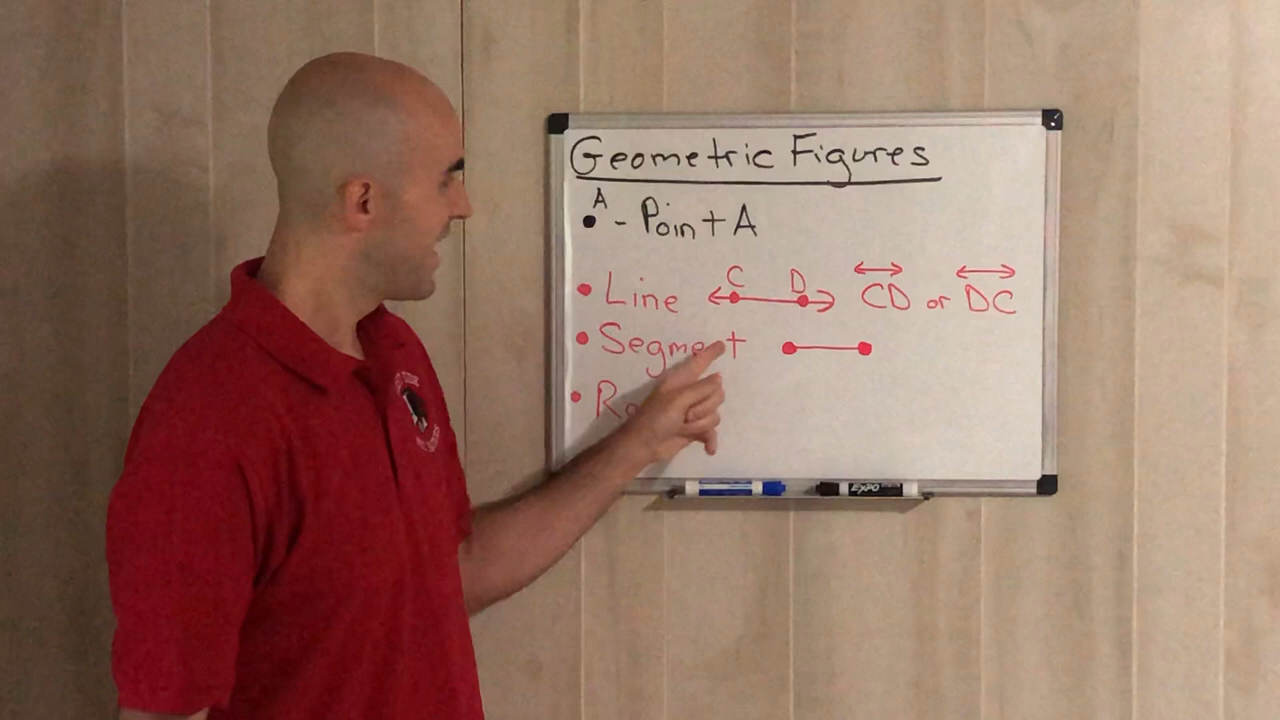 Geometric Figures
A
• - Point A
• Line C D CD or DC
• Segment
EXPO